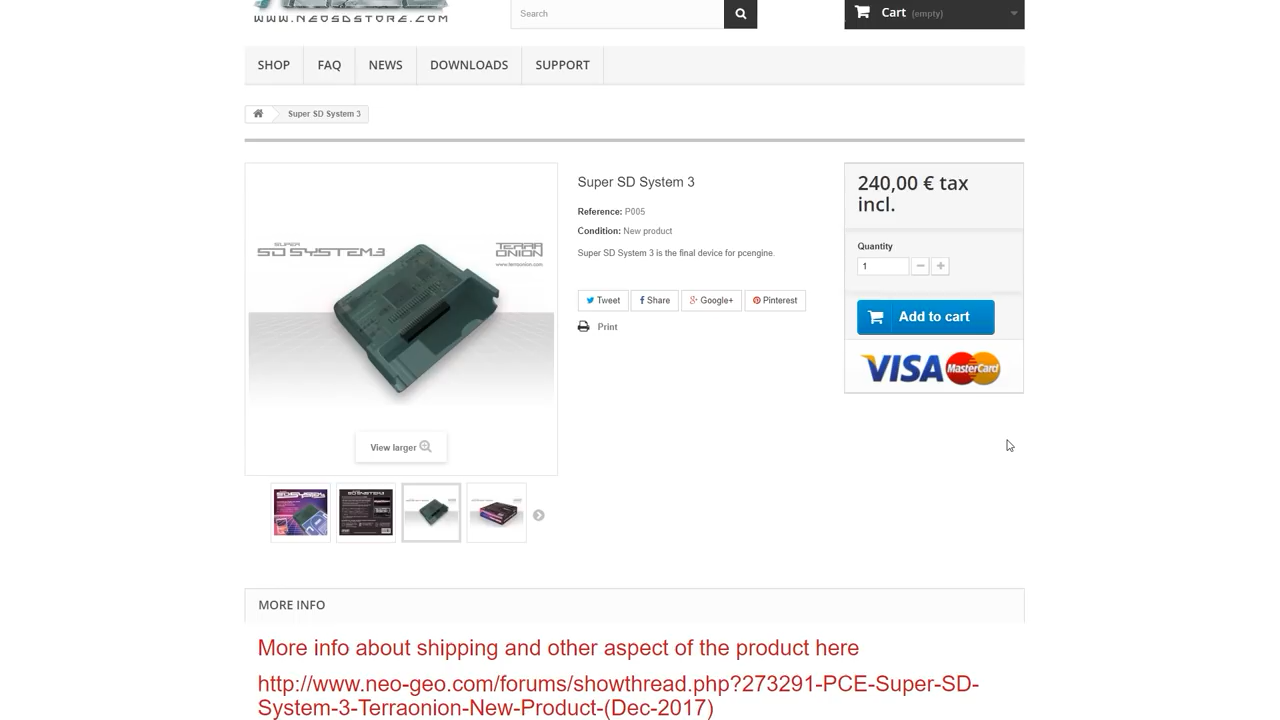 WWW.NEOSDSTORE.COM
Search
Cart (empty)
SHOP
FAQ
NEWS
DOWNLOADS
SUPPORT
Super SD System 3
SUPER
SD SYSTEM3
TERRA
ONION
www.terraonion.com
View larger
Super SD System 3
Reference: P005
Condition: New product
Super SD System 3 is the final device for pcengine.
Tweet
Share
Google+
Pinterest
Print
240,00 € tax
incl.
Quantity
1
Add to cart
VISA MasterCard
MORE INFO
More info about shipping and other aspect of the product here
http://www.neo-geo.com/forums/showthread.php?273291-PCE-Super-SD-
System-3-Terraonion-New-Product-(Dec-2017)